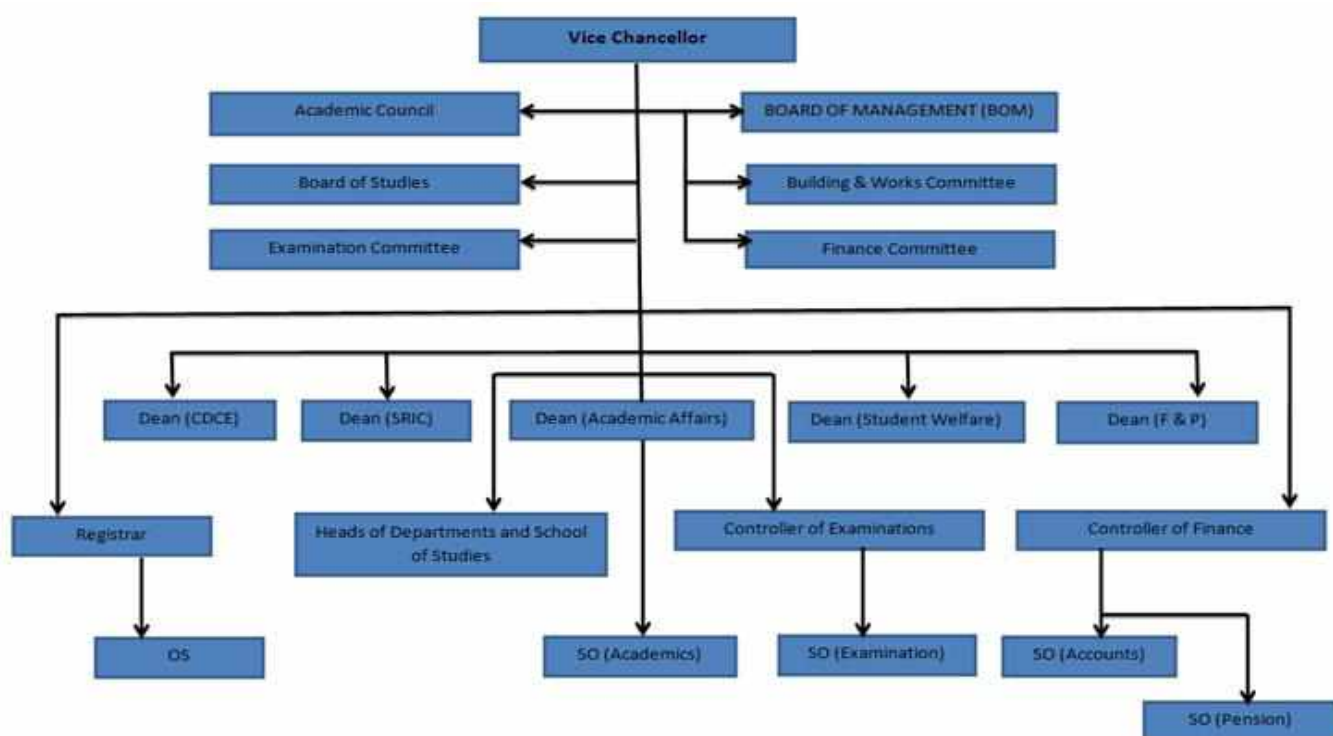 Vice Chancellor
Academic Council
BOARD OF MANAGEMENT (BOM)
Board of Studies
Building & Works Committee
Examination Committee
Finance Committee
Dean (CDCE)
Dean (SRIC)
Dean (Academic Affairs)
Dean (Student Welfare)
Dean (F & P)
Registrar
Heads of Departments and School
of Studies
Controller of Examinations
Controller of Finance
OS
SO (Academics)
SO (Examination)
SO (Accounts)
SO (Pension)